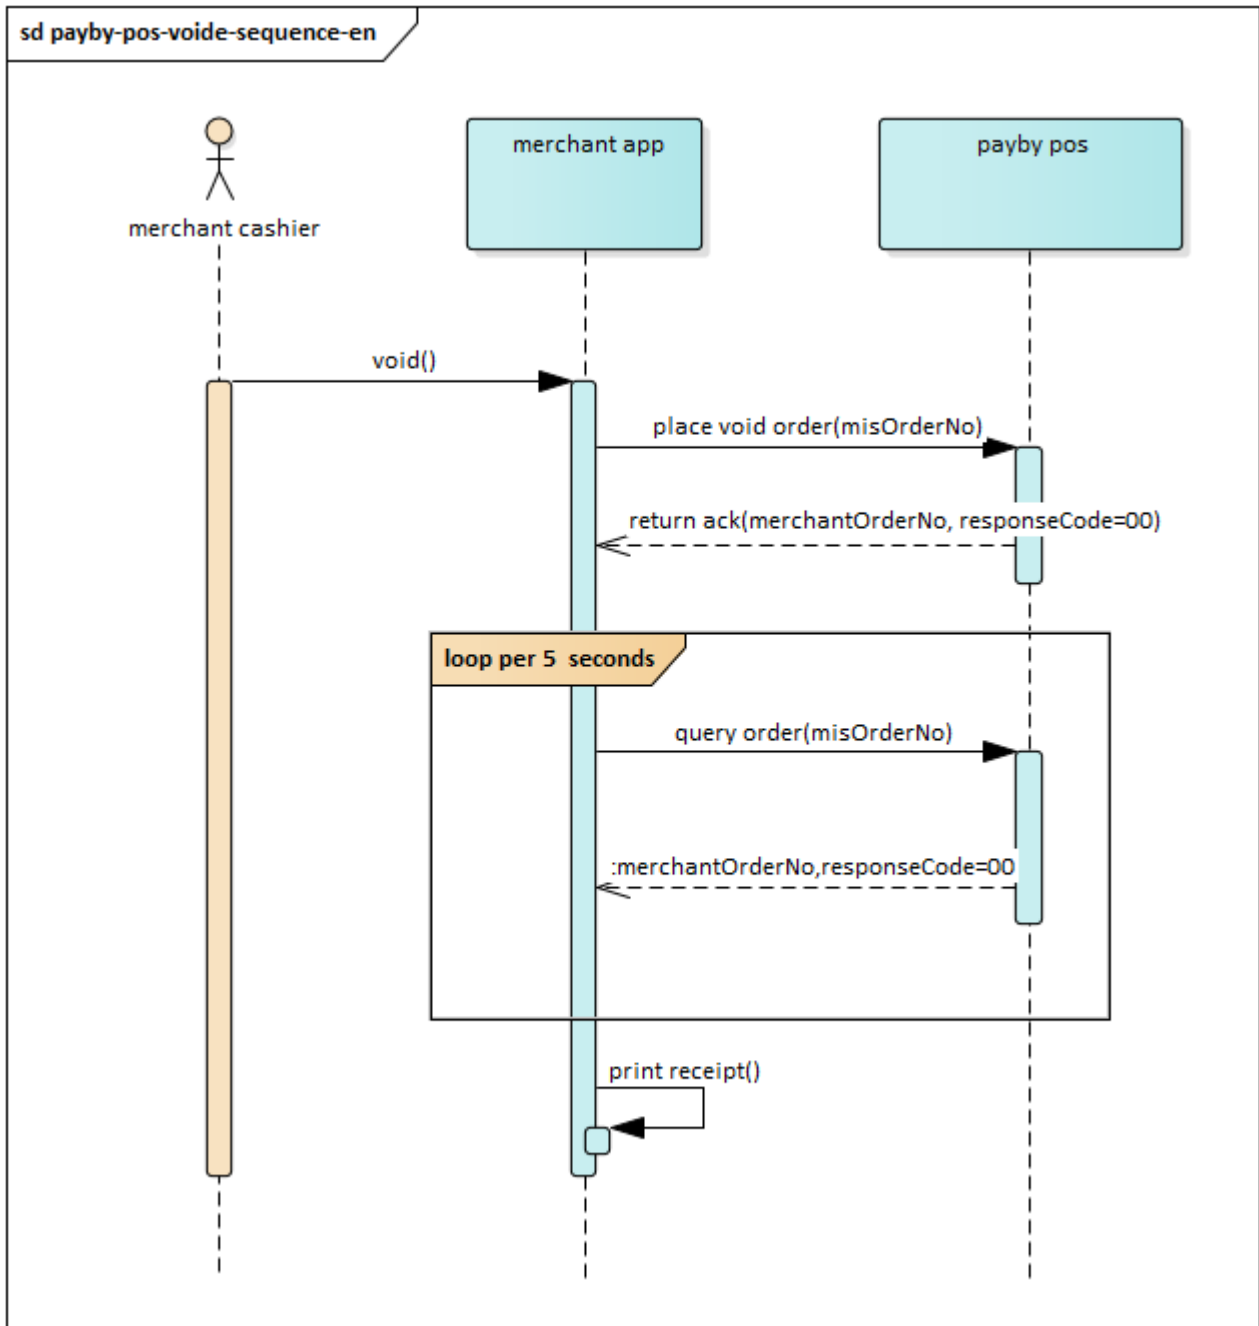 sd payby-pos-voide-sequence-en
merchant app
payby pos
merchant cashier
void()
place void order(misOrderNo)
return ack(merchantOrderNo, responseCode=00)
loop per 5  seconds
query order(misOrderNo)
:merchantOrderNo,responseCode=00
print receipt()